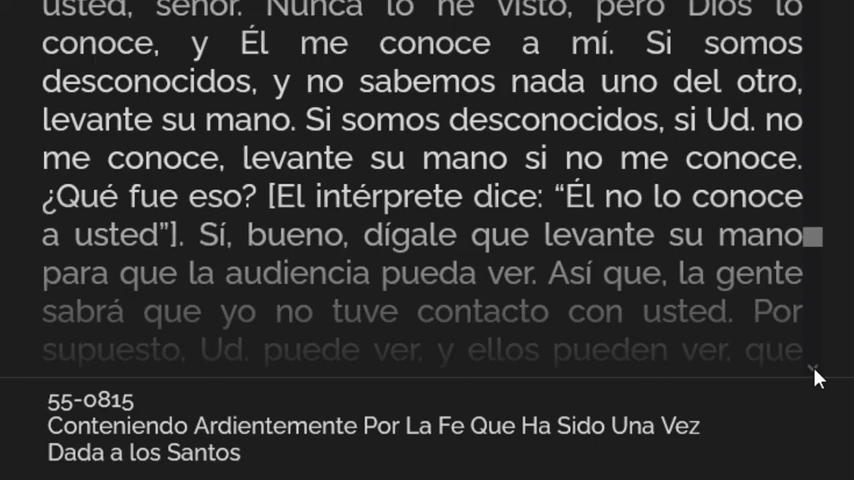 usted, señor. Nunca lo he visto, pero Dios lo
conoce, y Él me conoce a mí. Si somos
desconocidos, y no sabemos nada uno del otro,
levante su mano. Si somos desconocidos, si Ud. no
me conoce, levante su mano si no me conoce.
¿Qué fue eso? [El intérprete dice: “Él no lo conoce
a usted”]. Sí, bueno, dígale que levante su mano
para que la audiencia pueda ver. Así que, la gente
sabrá que yo no tuve contacto con usted. Por
supuesto, Ud. puede ver, y ellos pueden ver, que
55-0815
Conteniendo Ardientemente Por La Fe Que Ha Sido Una Vez
Dada a los Santos